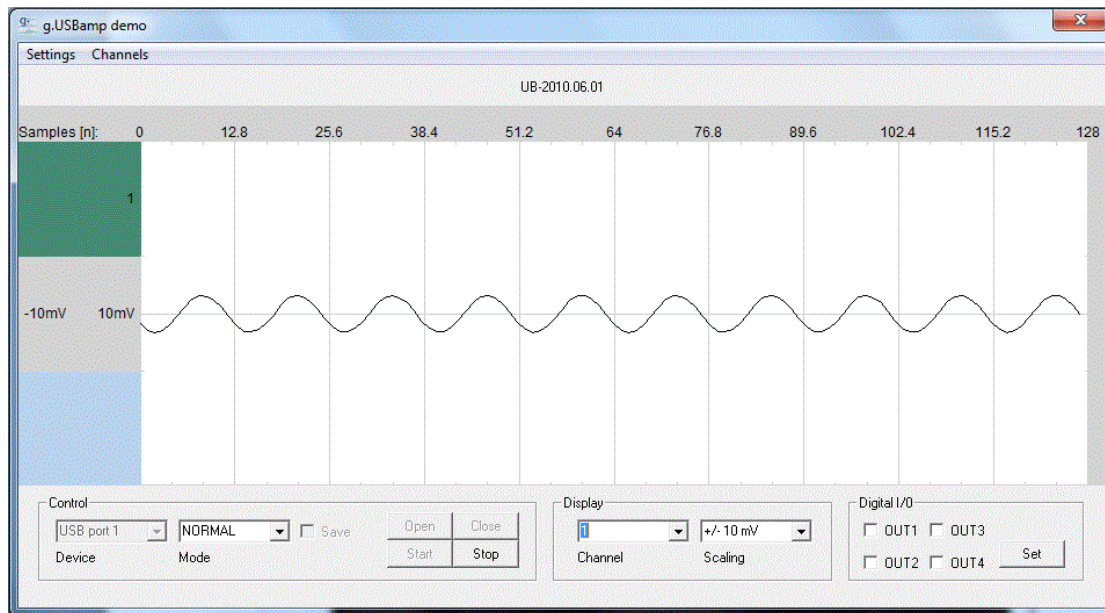 g.USBamp demo
Settings Channels
UB-2010.06.01
Samples [n]: 0 12.8 25.6 38.4 51.2 64 76.8 89.6 102.4 115.2 128
1
-10mV 10mV
Control
USB port 1 NORMAL Save Open Close
Device Mode Start Stop
Display
1 +/- 10 mV
Channel Scaling
Digital I/O
OUT1 OUT3
OUT2 OUT4 Set